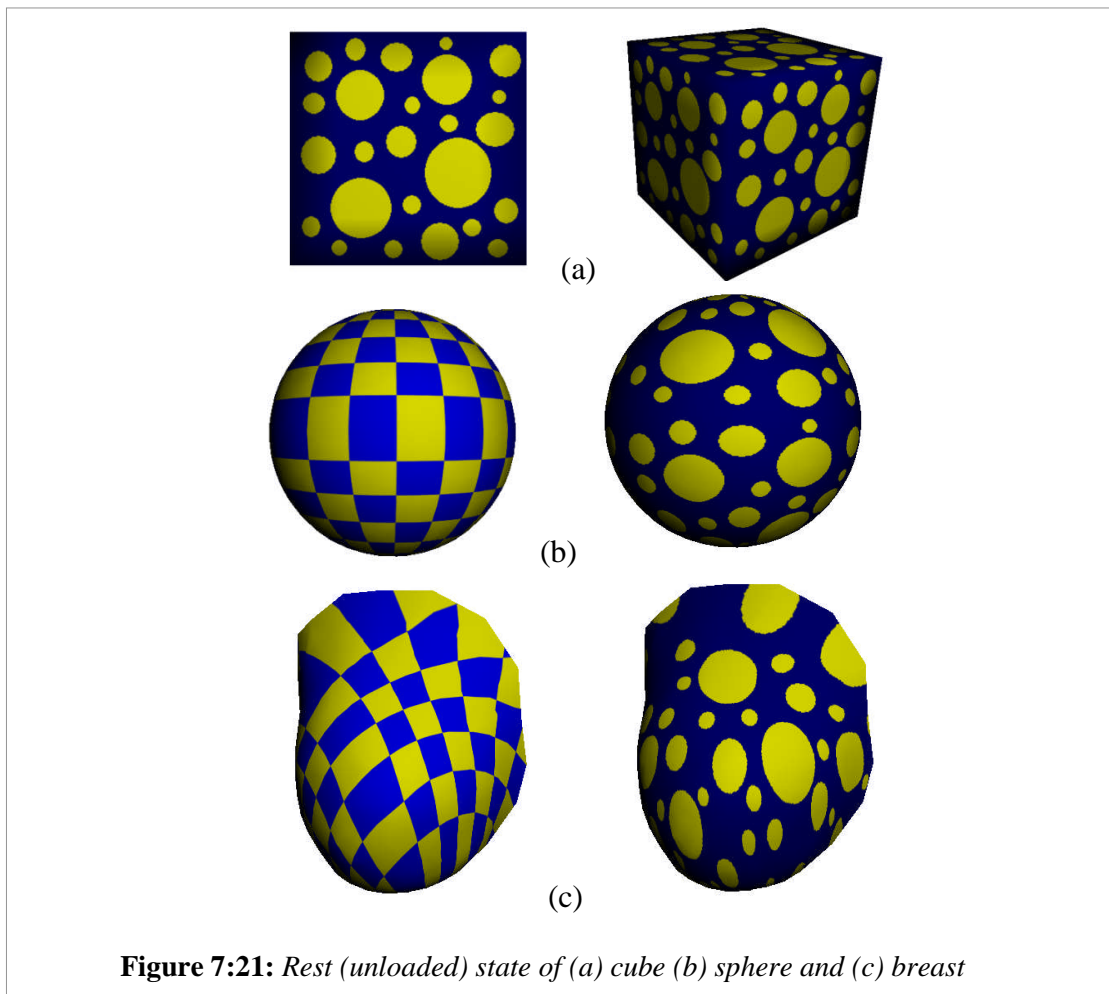 (a)
(b)
(c)
Figure 7:21: Rest (unloaded) state of (a) cube (b) sphere and (c) breast